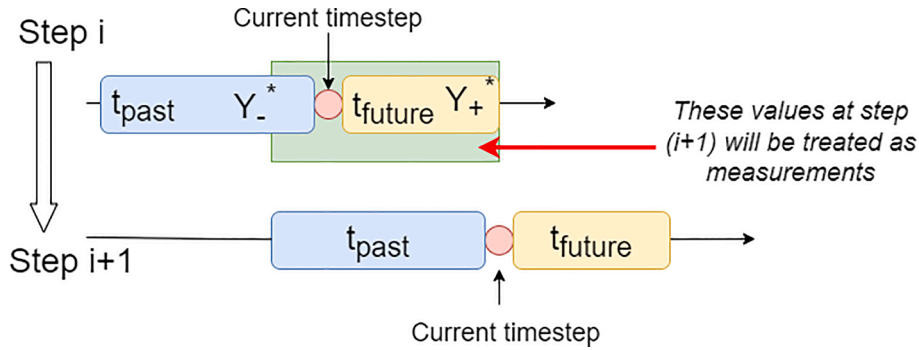 Current timestep
Step i
t_past Y_-^* t_future Y_+^*
These values at step
(i+1) will be treated as
measurements
t_past t_future
Step i+1
Current timestep